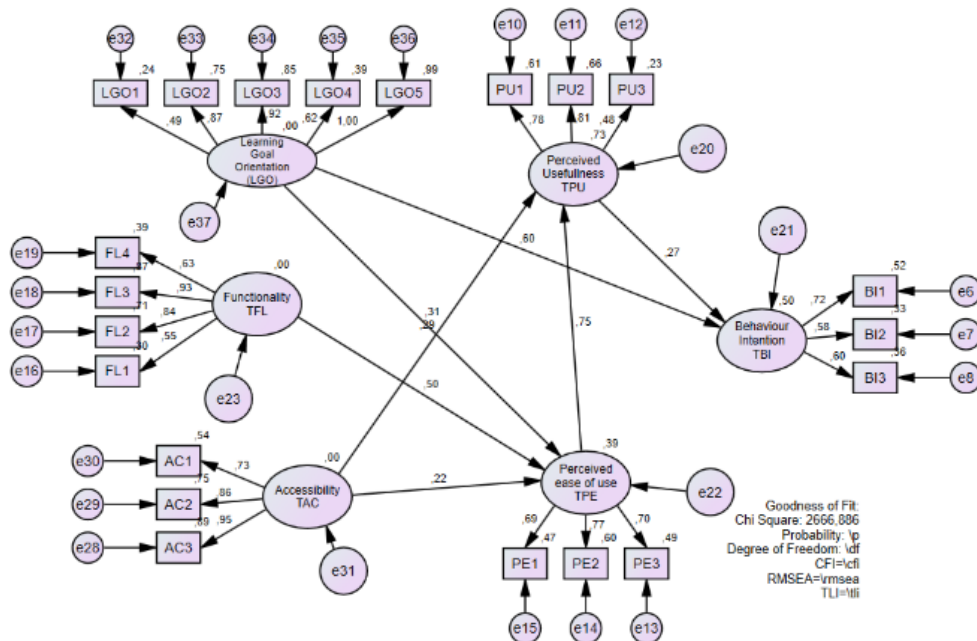 e32 e33 e34 e35 e36
,24 ,75 ,85 ,39 ,99
LGO1 LGO2 LGO3 LGO4 LGO5
,49 ,87 ,92 ,62 1,00
,00
Learning
Goal
Orientation
(LGO)
e37
e10 e11 e12
,61 ,66 ,23
PU1 PU2 PU3
,78 ,81 ,48
,73
Perceived
Usefullness
TPU
e20
e19 FL4 ,39
e18 FL3
e17 FL2 ,71
e16 FL1
,63
,93
,84
,55
,00
Functionality
TFL
e23
,60
,27
,31
,75
,50
,22
e21
,50
Behaviour
Intention
TBI
,72
,58
,60
BI1 ,52 e6
BI2 e7
BI3 e8
e30 AC1 ,54
e29 AC2 ,75
e28 AC3
,73
,86
,95
,00
Accessibility
TAC
e31
,39
Perceived
ease of use
TPE
e22
,69 ,77 ,70
,47 ,60 ,49
PE1 PE2 PE3
e15 e14 e13
Goodness of Fit:
Chi Square: 2666,886
Probability: \p
Degree of Freedom: \df
CFI=\cfi
RMSEA=\rmsea
TLI=\tli